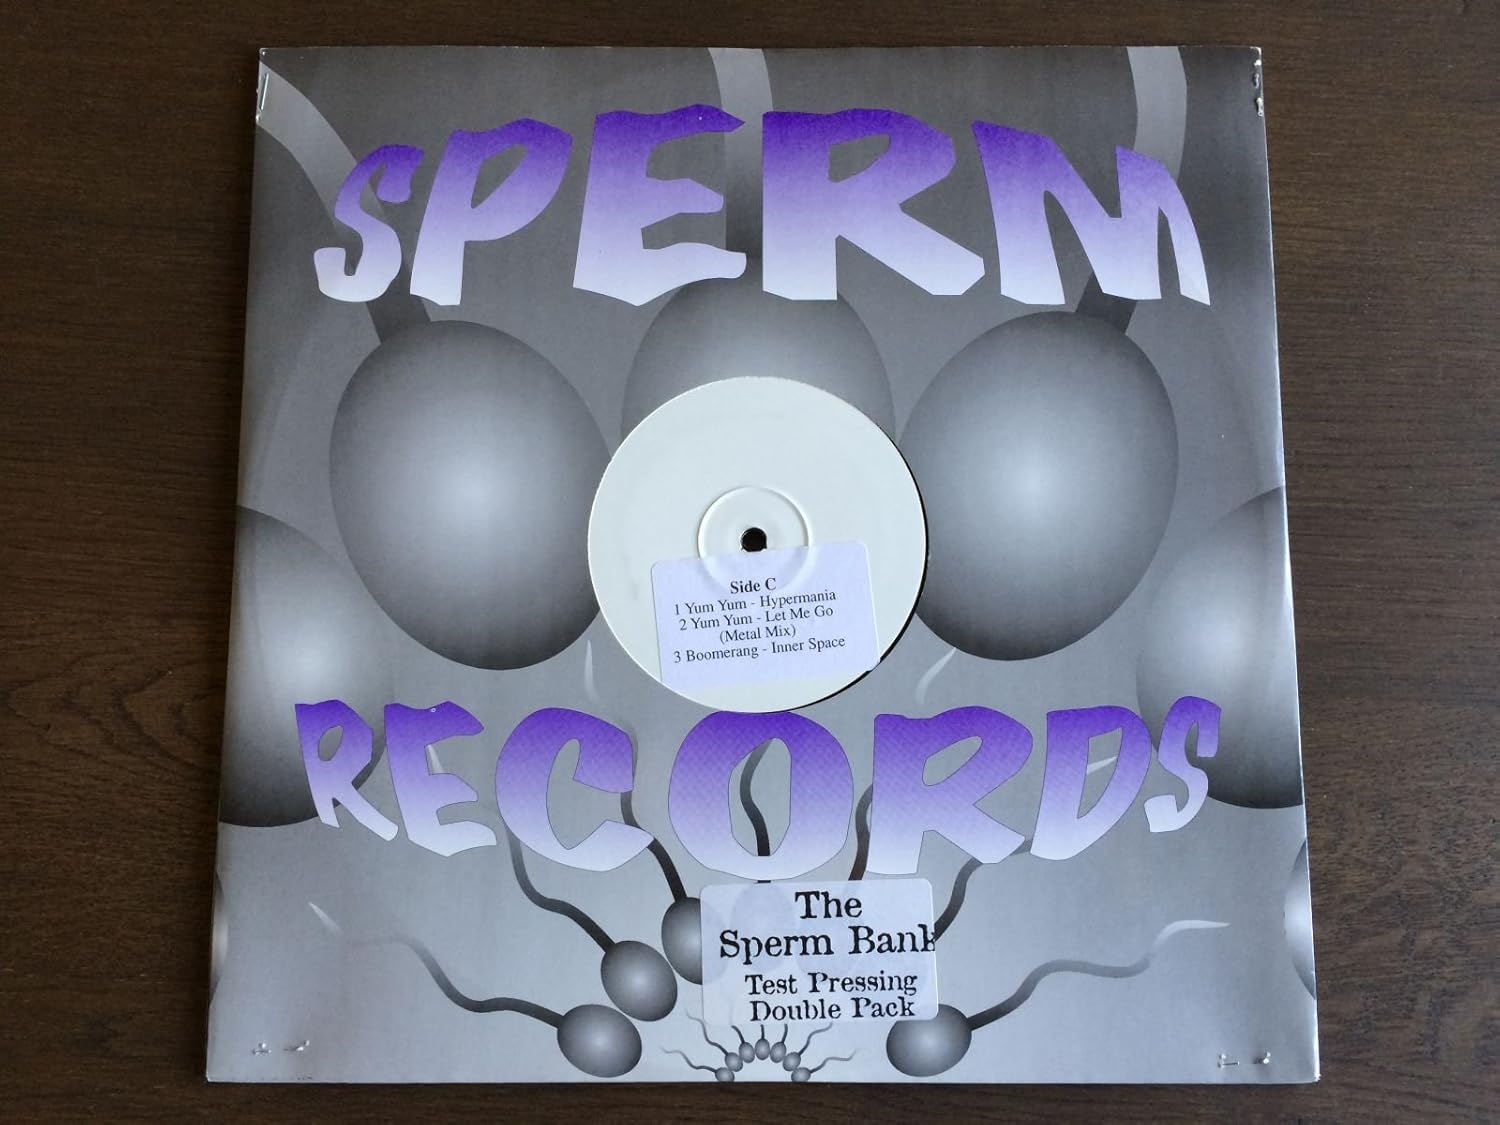 SPERM
Side C
1 Yum Yum - Hypermania
2 Yum Yum - Let Me Go
(Metal Mix)
3 Boomerang - Inner Space
RECORDS
The
Sperm Bank
Test Pressing
Double Pack